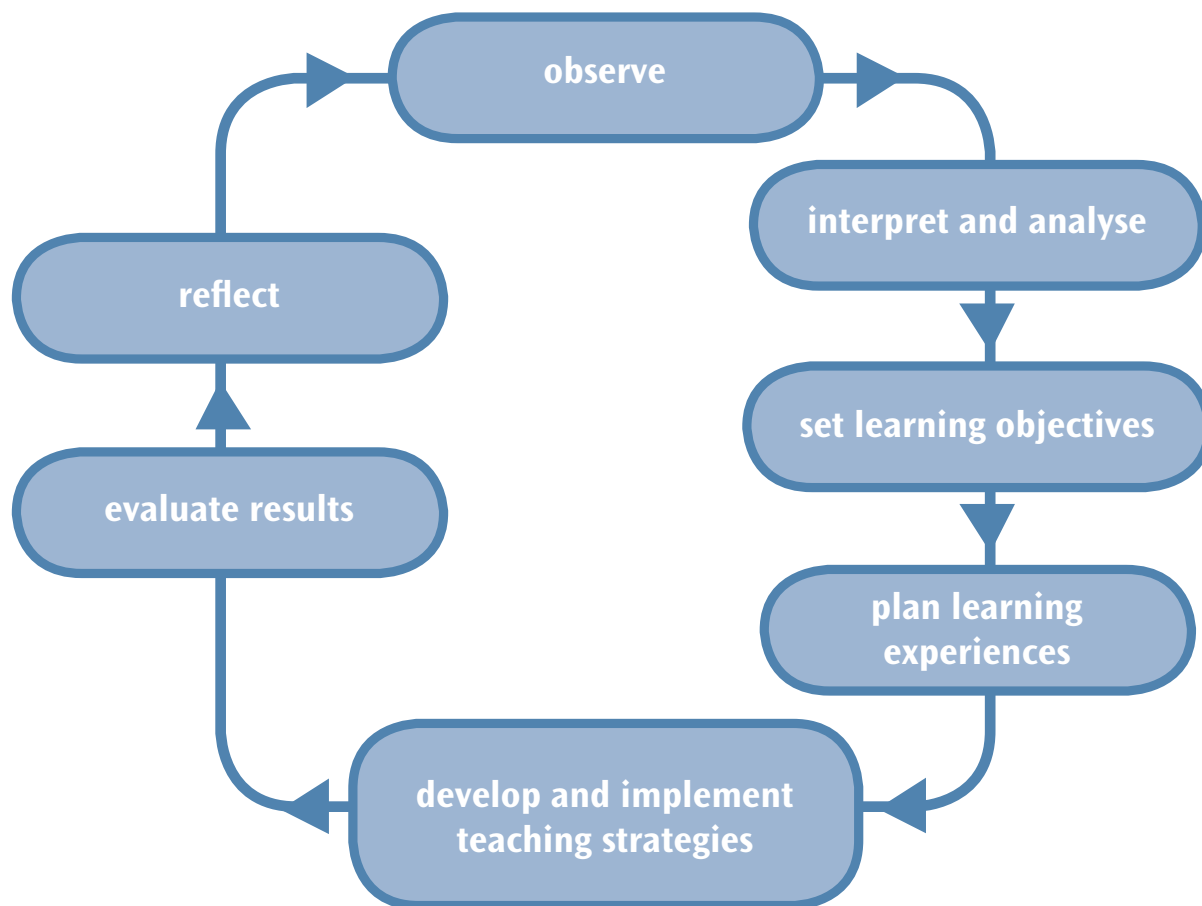 observe
interpret and analyse
set learning objectives
plan learning
experiences
develop and implement
teaching strategies
evaluate results
reflect